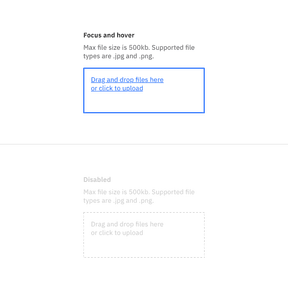 Focus and hover
Max file size is 500kb. Supported file
types are .jpg and .png.
Drag and drop files here
or click to upload
Disabled
Max file size is 500kb. Supported file
types are .jpg and .png.
Drag and drop files here
or click to upload